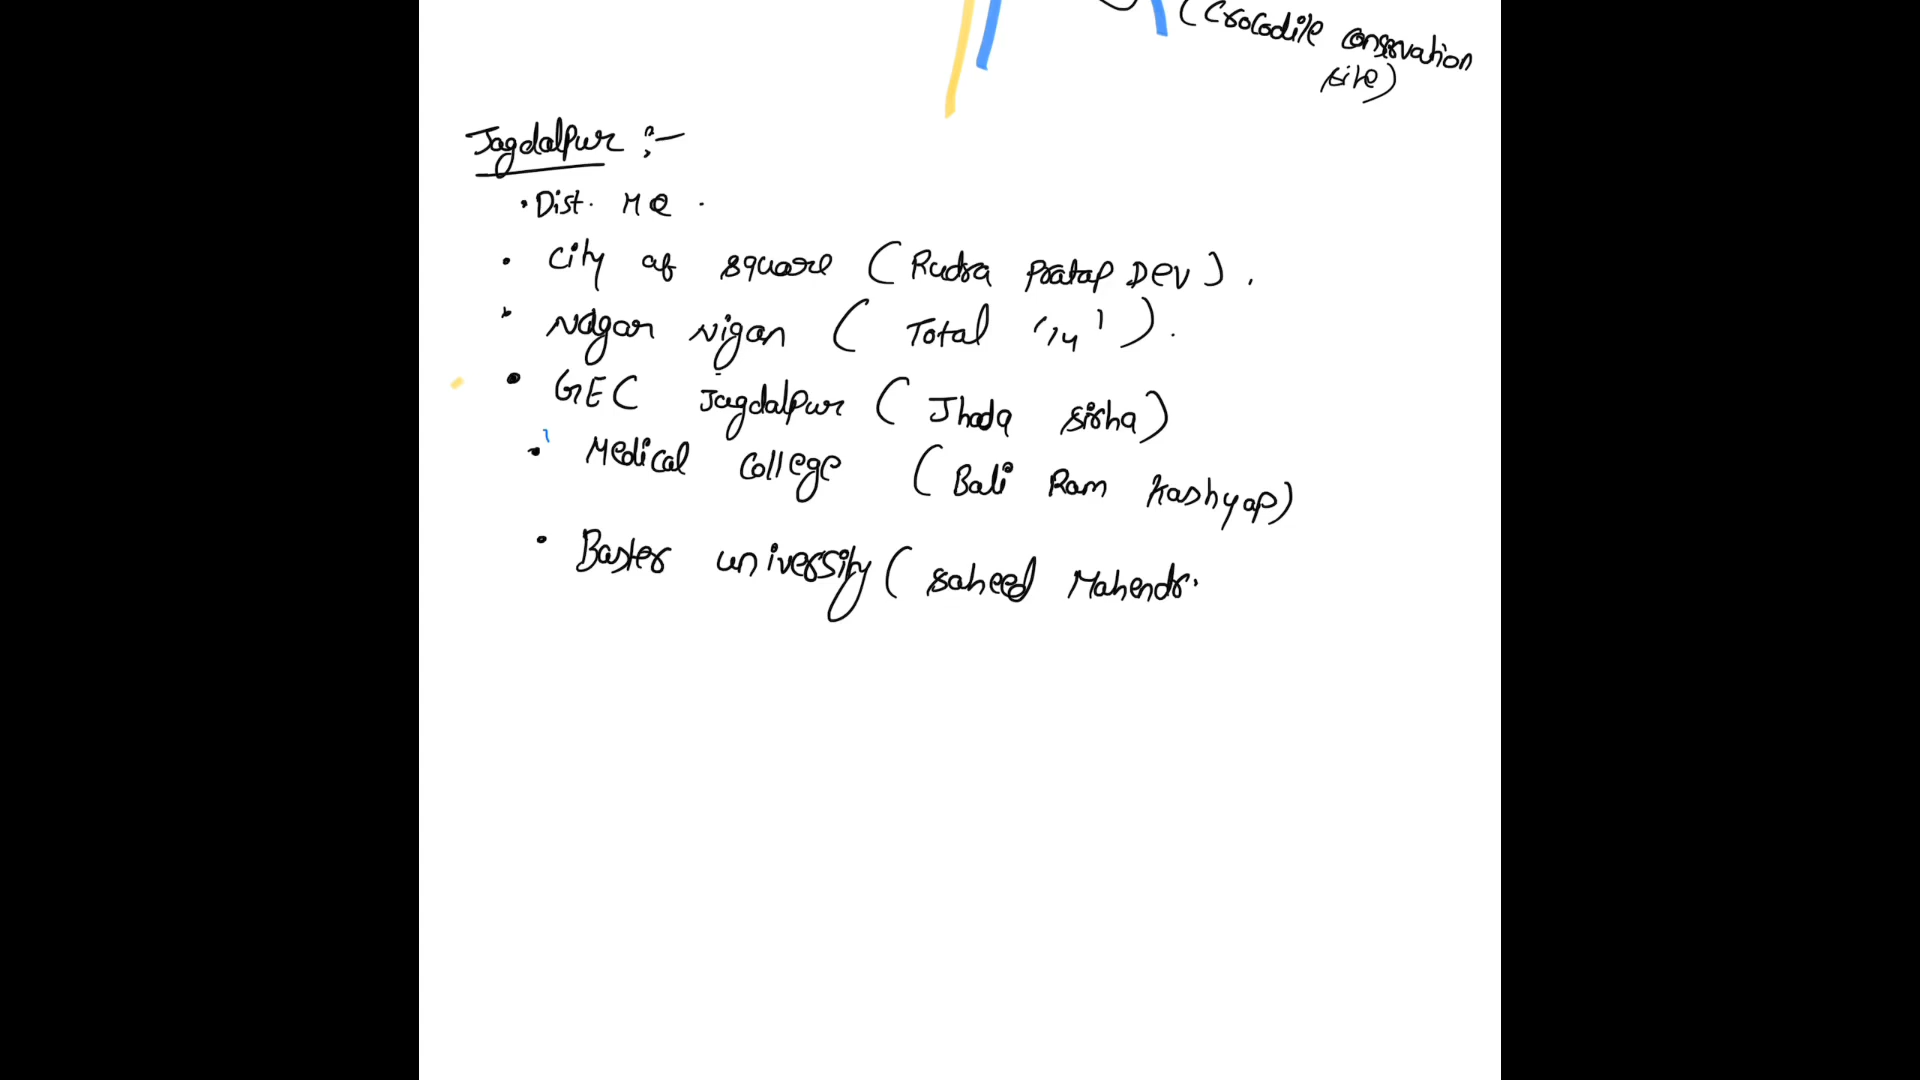 (Crocodile conservation
site)
Jagdalpur :-
• Dist. HQ .
• City of square (Rudra Pratap Dev) .
• Nagar Nigan ( Total '14' ) .
• GEC Jagdalpur ( Jhada sirha)
• Medical College ( Bali Ram Kashyap)
• Baster university ( saheed Mahendr